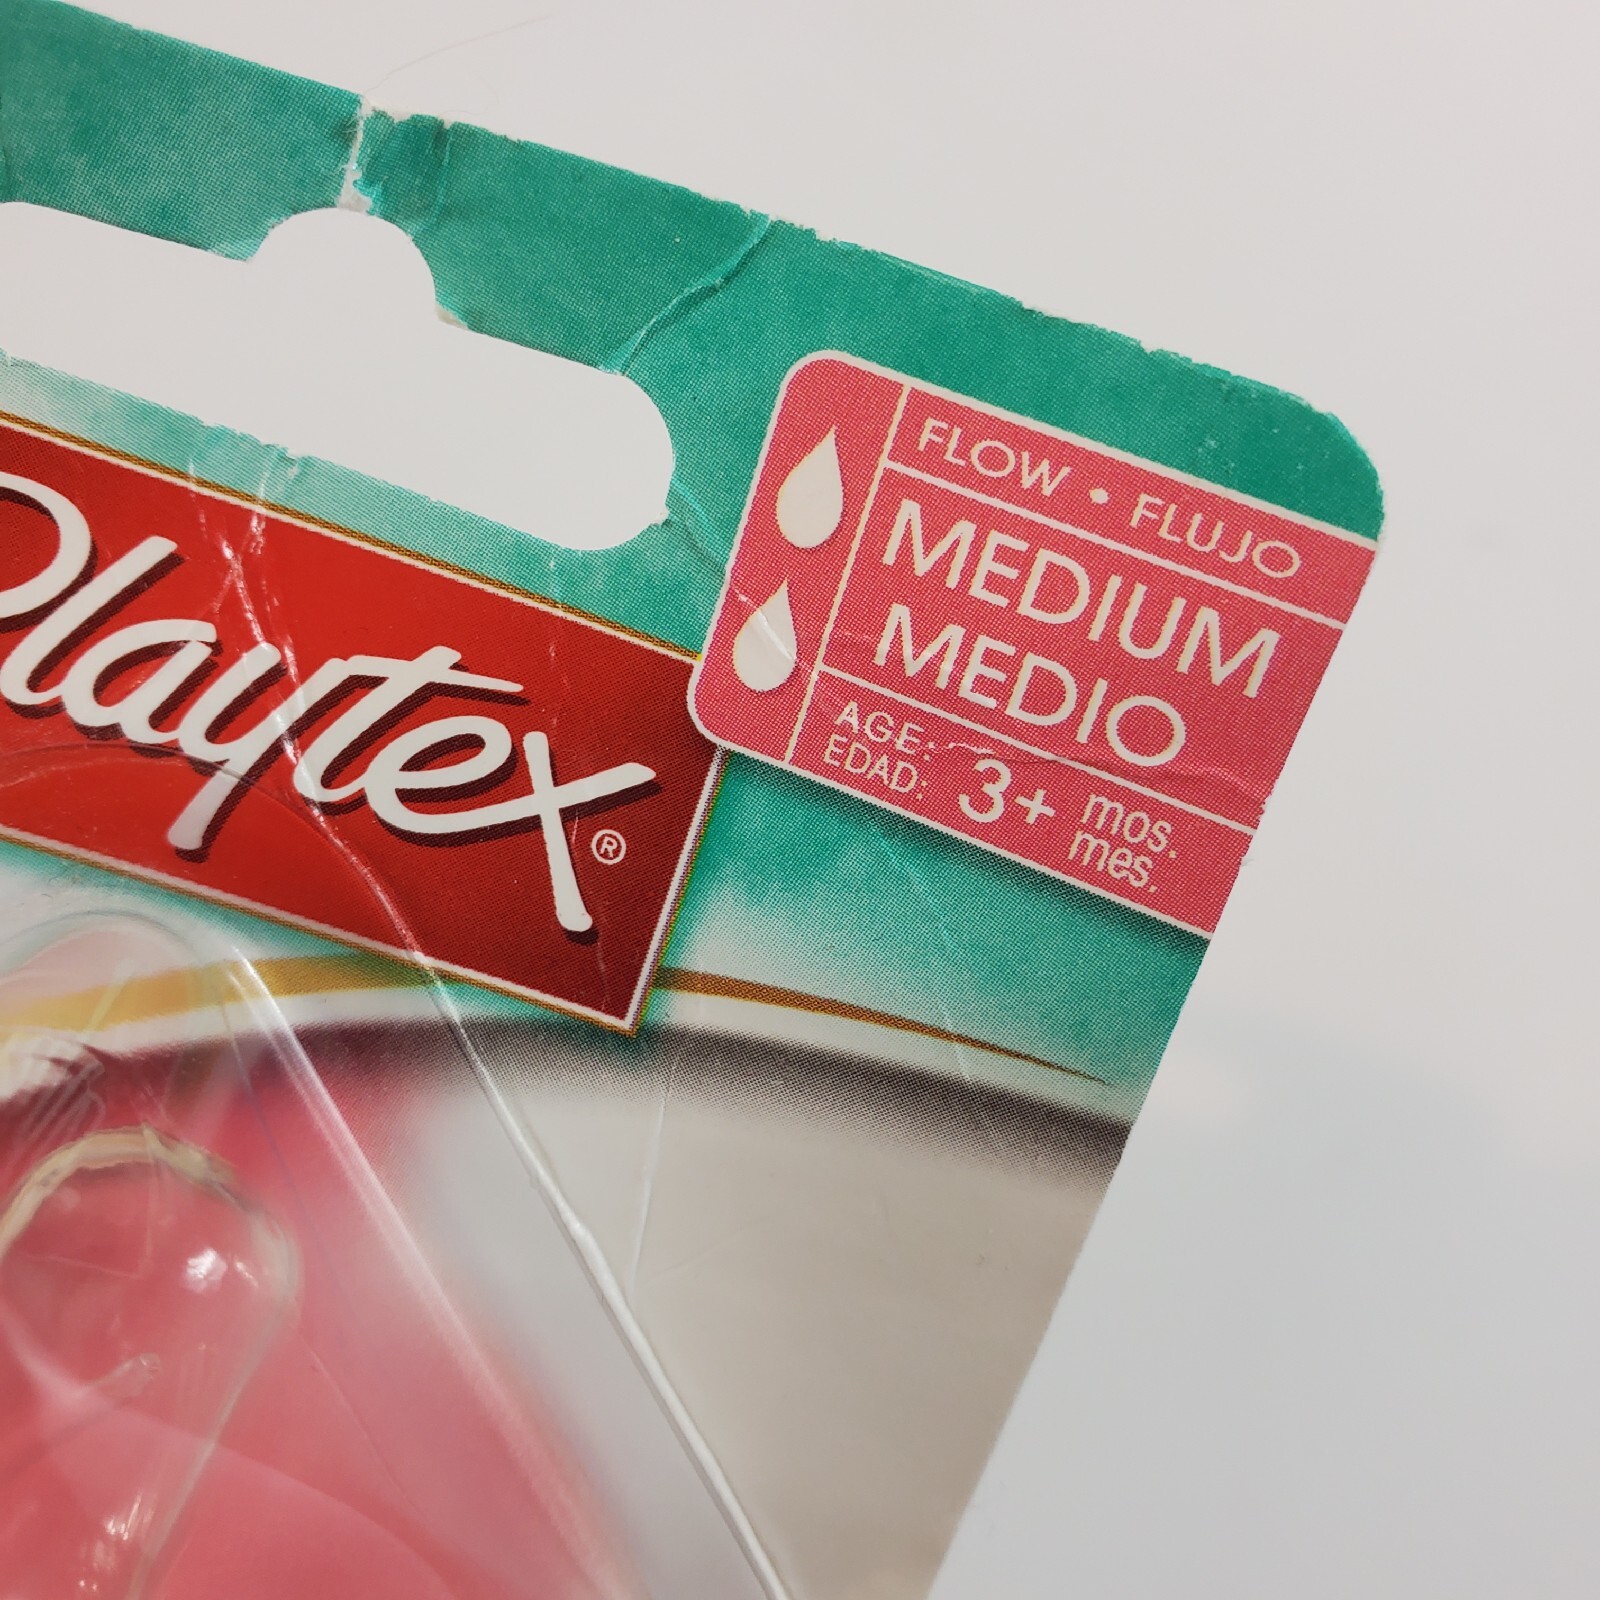 Playtex®
FLOW • FLUJO
MEDIUM
MEDIO
AGE: 3+ mos.
EDAD: mes.